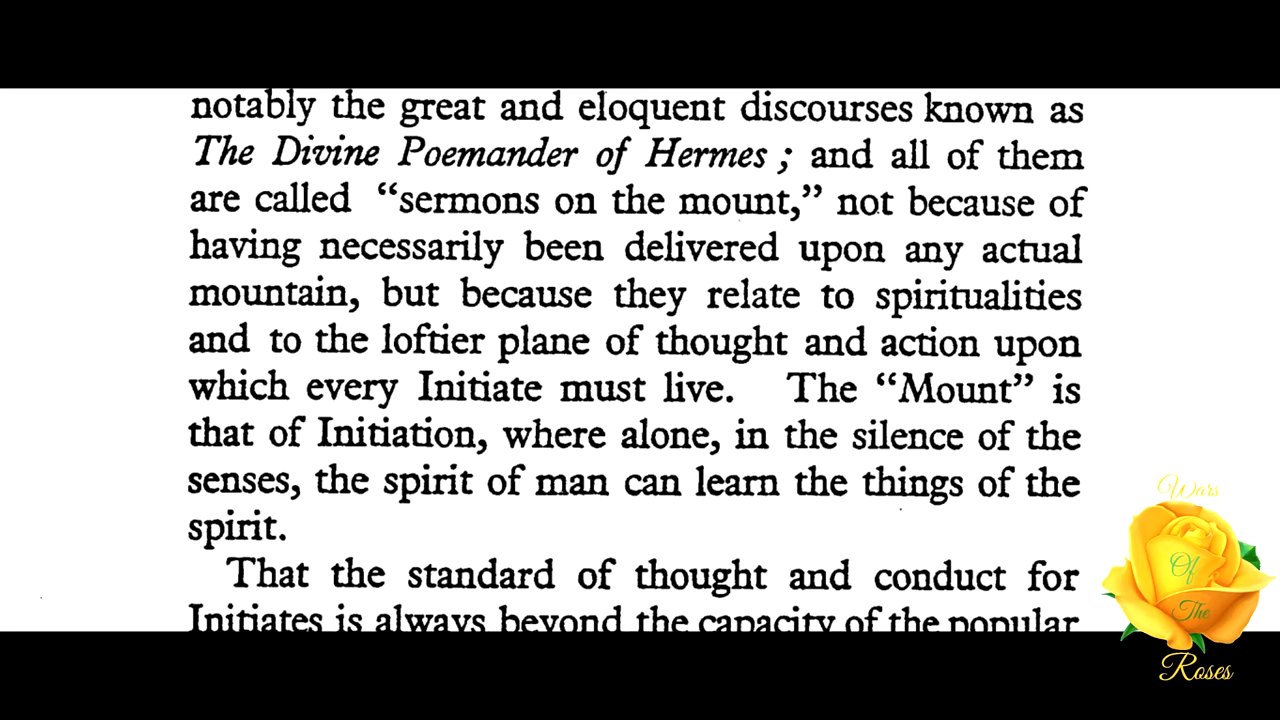 notably the great and eloquent discourses known as
The Divine Poemander of Hermes ; and all of them
are called “sermons on the mount,” not because of
having necessarily been delivered upon any actual
mountain, but because they relate to spiritualities
and to the loftier plane of thought and action upon
which every Initiate must live. The “Mount” is
that of Initiation, where alone, in the silence of the
senses, the spirit of man can learn the things of the
spirit.
That the standard of thought and conduct for
Initiates is always beyond the capacity of the popular
Wars
Of
The
Roses